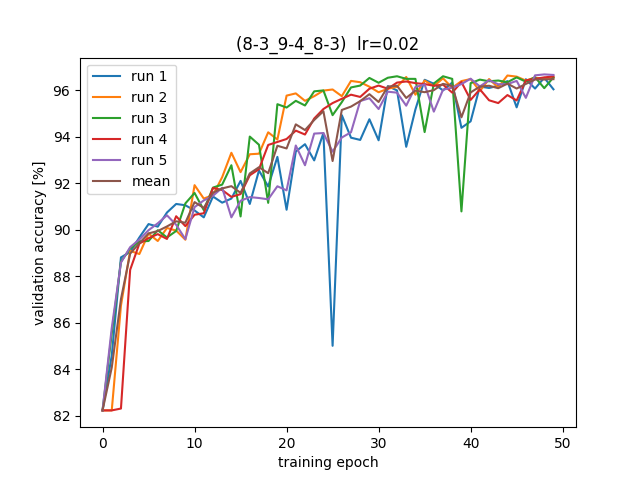 (8-3_9-4_8-3)  lr=0.02
validation accuracy [%]
96
94
92
90
88
86
84
82
run 1
run 2
run 3
run 4
run 5
mean
0
10
20
30
40
50
training epoch